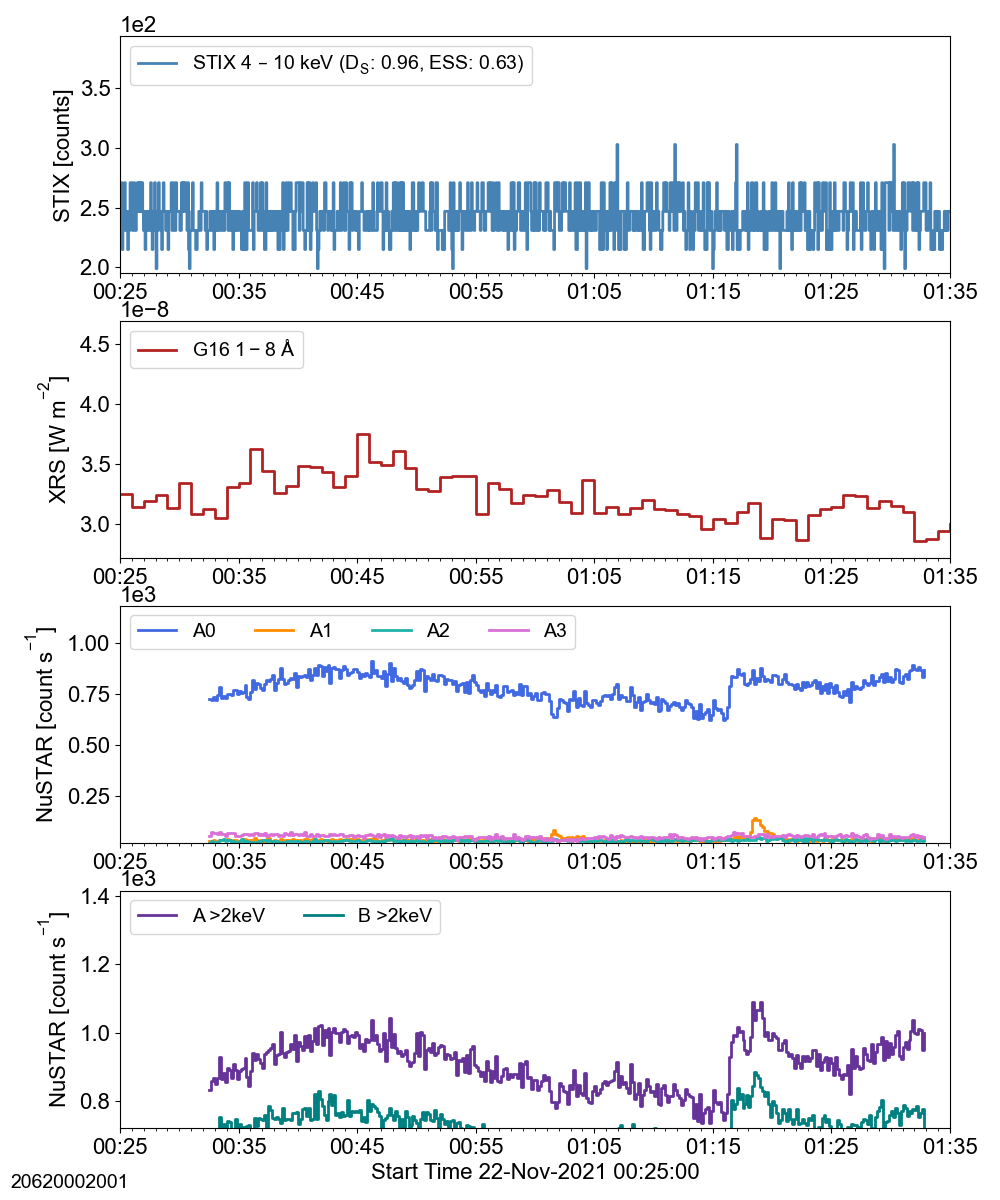 1e2
STIX 4 – 10 keV (DS: 0.96, ESS: 0.63)
STIX [counts]
3.5
3.0
2.5
2.0
00:25 00:35 00:45 00:55 01:05 01:15 01:25 01:35
1e−8
G16 1 – 8 Å
XRS [W m−2]
4.5
4.0
3.5
3.0
00:25 00:35 00:45 00:55 01:05 01:15 01:25 01:35
1e3
A0 A1 A2 A3
NuSTAR [count s−1]
1.00
0.75
0.50
0.25
00:25 00:35 00:45 00:55 01:05 01:15 01:25 01:35
1e3
A >2keV B >2keV
NuSTAR [count s−1]
1.4
1.2
1.0
0.8
00:25 00:35 00:45 00:55 01:05 01:15 01:25 01:35
Start Time 22-Nov-2021 00:25:00
20620002001